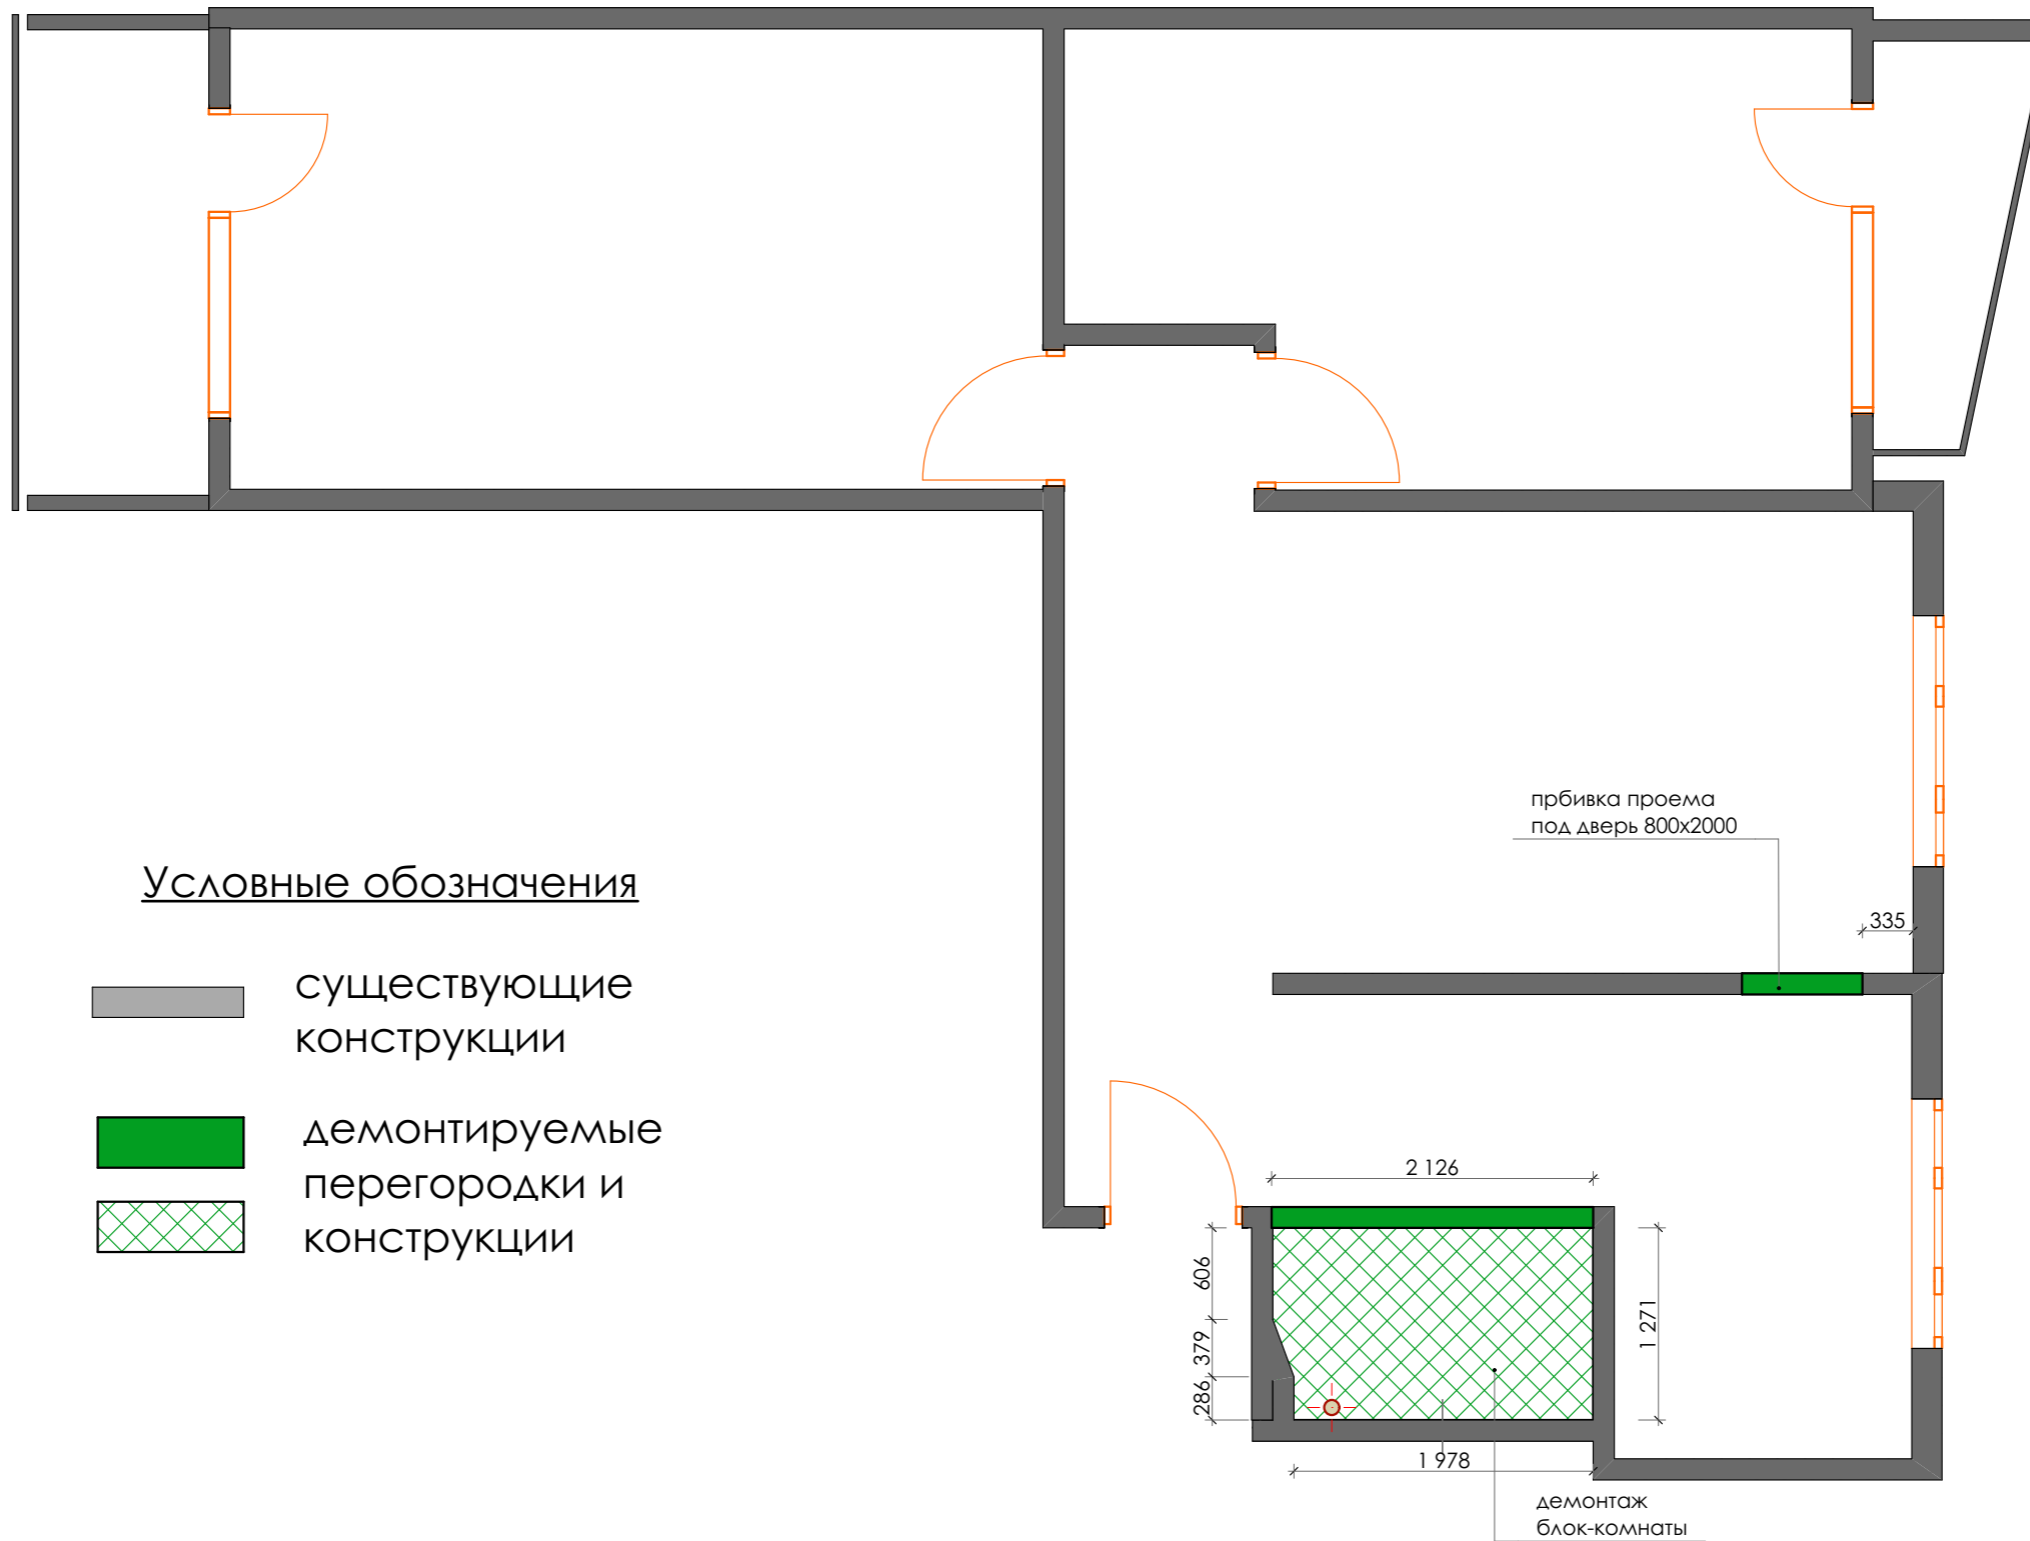 прбивка проема
под дверь 800х2000
Условные обозначения
335
существующие
конструкции
демонтируемые
перегородки и
конструкции
2 126
606
379
286
1 271
1 978
демонтаж
блок-комнаты